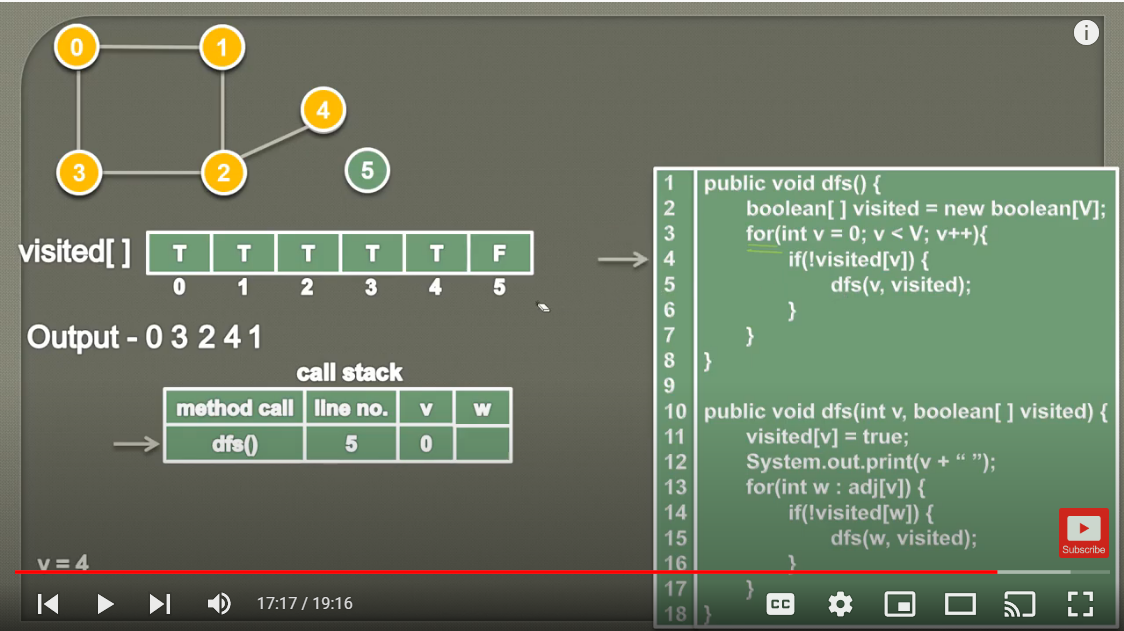 0 1
4
3 2 5
visited[ ] T T T T T F
0 1 2 3 4 5
Output - 0 3 2 4 1
call stack
method call line no. v w
dfs() 5 0
v = 4
1 public void dfs() {
2 boolean[ ] visited = new boolean[V];
3 for(int v = 0; v < V; v++){
4 if(!visited[v]) {
5 dfs(v, visited);
6 }
7 }
8 }
9
10 public void dfs(int v, boolean[ ] visited) {
11 visited[v] = true;
12 System.out.print(v + “ ”);
13 for(int w : adj[v]) {
14 if(!visited[w]) {
15 dfs(w, visited);
16 }
17 }
18 }
Subscribe
17:17 / 19:16
CC
i